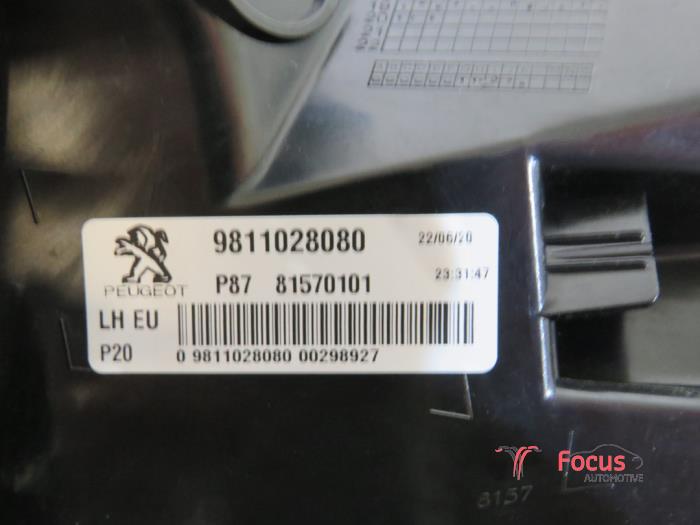 9811028080 22/06/20
P87 81570101 23:31:47
PEUGEOT
LH EU
P20 0 9811028080 00298927
8157
Focus
AUTOMOTIVE